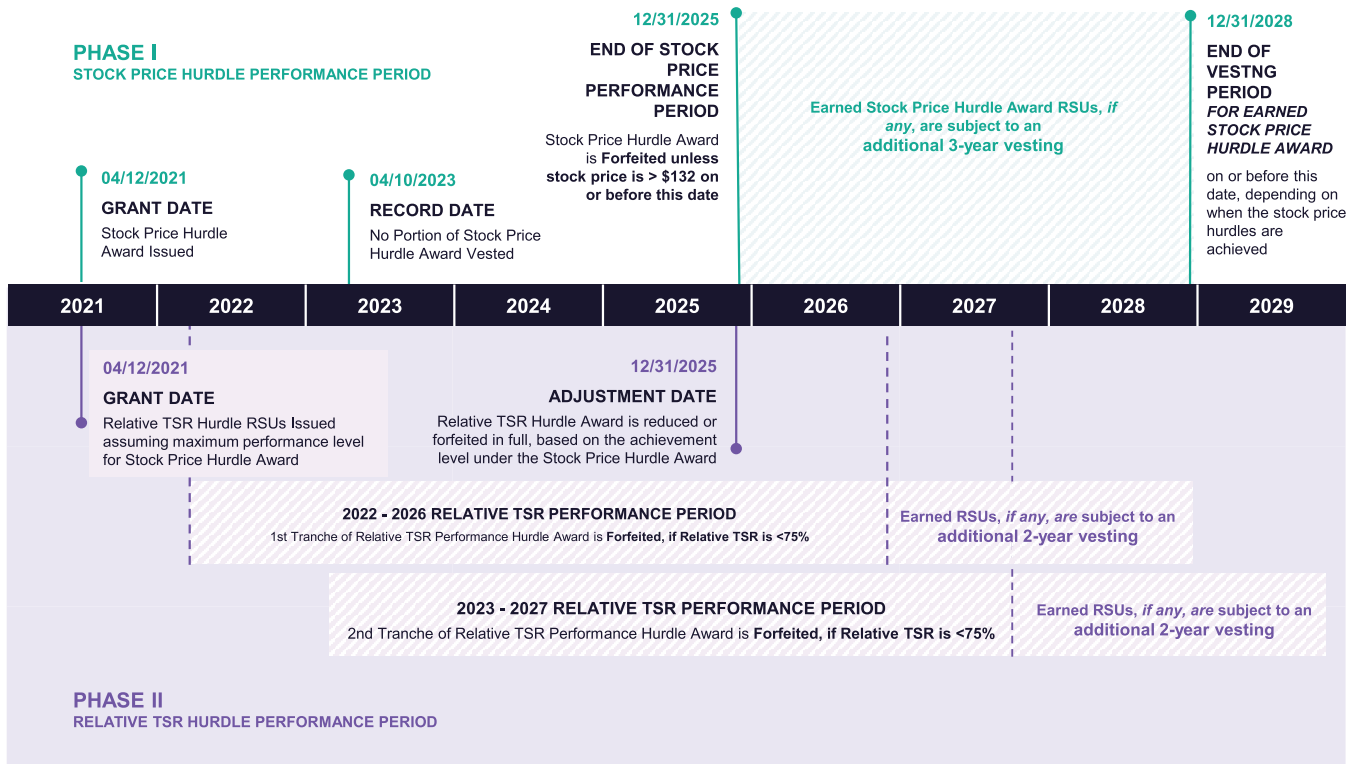 PHASE I
STOCK PRICE HURDLE PERFORMANCE PERIOD
04/12/2021
GRANT DATE
Stock Price Hurdle
Award Issued
04/10/2023
RECORD DATE
No Portion of Stock Price
Hurdle Award Vested
12/31/2025
END OF STOCK
PRICE
PERFORMANCE
PERIOD
Stock Price Hurdle Award
is Forfeited unless
stock price is > $132 on
or before this date
Earned Stock Price Hurdle Award RSUs, if
any, are subject to an
additional 3-year vesting
12/31/2028
END OF
VESTNG
PERIOD
FOR EARNED
STOCK PRICE
HURDLE AWARD
on or before this
date, depending on
when the stock price
hurdles are
achieved
2021 2022 2023 2024 2025 2026 2027 2028 2029
04/12/2021
GRANT DATE
Relative TSR Hurdle RSUs Issued
assuming maximum performance level
for Stock Price Hurdle Award
12/31/2025
ADJUSTMENT DATE
Relative TSR Hurdle Award is reduced or
forfeited in full, based on the achievement
level under the Stock Price Hurdle Award
2022 - 2026 RELATIVE TSR PERFORMANCE PERIOD
1st Tranche of Relative TSR Performance Hurdle Award is Forfeited, if Relative TSR is <75%
Earned RSUs, if any, are subject to an
additional 2-year vesting
2023 - 2027 RELATIVE TSR PERFORMANCE PERIOD
2nd Tranche of Relative TSR Performance Hurdle Award is Forfeited, if Relative TSR is <75%
Earned RSUs, if any, are subject to an
additional 2-year vesting
PHASE II
RELATIVE TSR HURDLE PERFORMANCE PERIOD